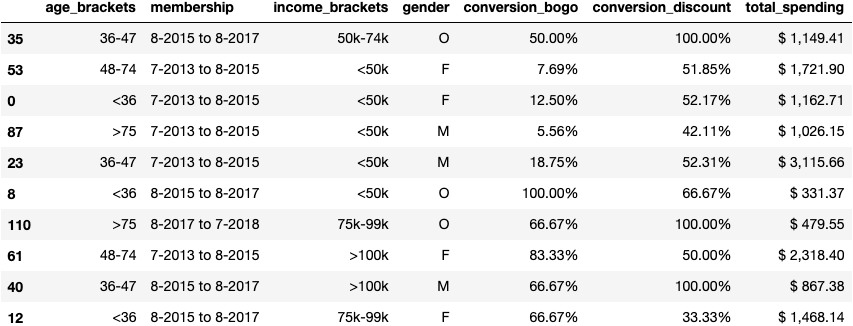 age_brackets membership income_brackets gender conversion_bogo conversion_discount total_spending
35 36-47 8-2015 to 8-2017 50k-74k O 50.00% 100.00% $ 1,149.41
53 48-74 7-2013 to 8-2015 <50k F 7.69% 51.85% $ 1,721.90
0 <36 7-2013 to 8-2015 <50k F 12.50% 52.17% $ 1,162.71
87 >75 7-2013 to 8-2015 <50k M 5.56% 42.11% $ 1,026.15
23 36-47 7-2013 to 8-2015 <50k M 18.75% 52.31% $ 3,115.66
8 <36 8-2015 to 8-2017 <50k O 100.00% 66.67% $ 331.37
110 >75 8-2017 to 7-2018 75k-99k O 66.67% 100.00% $ 479.55
61 48-74 7-2013 to 8-2015 >100k F 83.33% 50.00% $ 2,318.40
40 36-47 8-2015 to 8-2017 >100k M 66.67% 100.00% $ 867.38
12 <36 8-2015 to 8-2017 75k-99k F 66.67% 33.33% $ 1,468.14